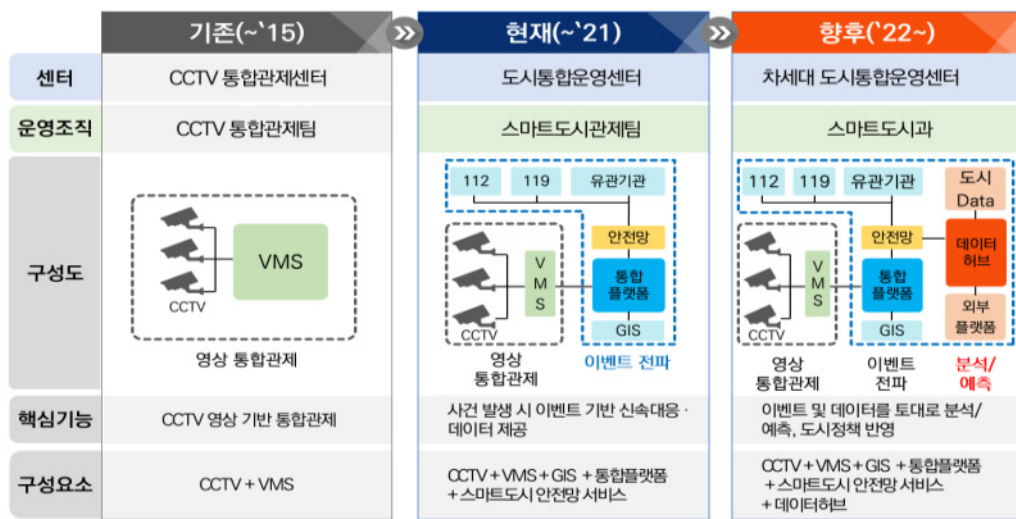 기존(~`15)
현재(~`21)
향후(`22~)
센터
CCTV 통합관제센터
도시통합운영센터
차세대 도시통합운영센터
운영조직
CCTV 통합관제팀
스마트도시관제팀
스마트도시과
구성도
CCTV
VMS
영상 통합관제
112
119
유관기관
안전망
VMS
통합
플랫폼
GIS
CCTV
영상
통합관제
이벤트 전파
112
119
유관기관
도시
Data
안전망
데이터
허브
VMS
통합
플랫폼
외부
플랫폼
GIS
CCTV
영상
통합관제
이벤트
전파
분석/
예측
핵심기능
CCTV 영상 기반 통합관제
사건 발생 시 이벤트 기반 신속대응 ·
데이터 제공
이벤트 및 데이터를 토대로 분석/
예측, 도시정책 반영
구성요소
CCTV + VMS
CCTV + VMS + GIS + 통합플랫폼
+ 스마트도시 안전망 서비스
CCTV + VMS + GIS + 통합플랫폼
+ 스마트도시 안전망 서비스
+ 데이터허브